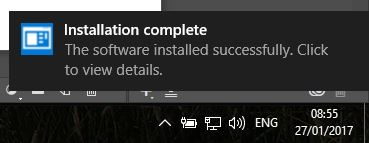 Installation complete
The software installed successfully. Click
to view details.
ENG
08:55
27/01/2017